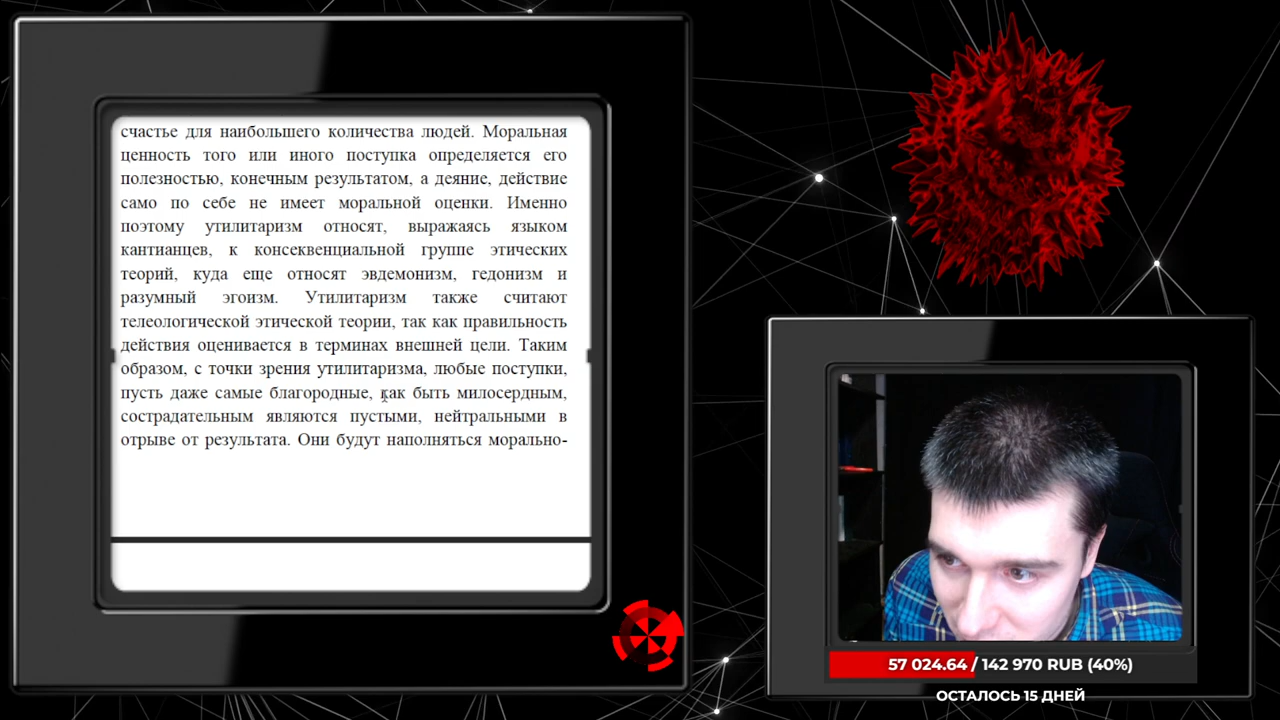 счастье для наибольшего количества людей. Моральная
ценность того или иного поступка определяется его
полезностью, конечным результатом, а деяние, действие
само по себе не имеет моральной оценки. Именно
поэтому утилитаризм относят, выражаясь языком
кантианцев, к консеквенциальной группе этических
теорий, куда еще относят эвдемонизм, гедонизм и
разумный эгоизм. Утилитаризм также считают
телеологической этической теории, так как правильность
действия оценивается в терминах внешней цели. Таким
образом, с точки зрения утилитаризма, любые поступки,
пусть даже самые благородные, как быть милосердным,
сострадательным являются пустыми, нейтральными в
отрыве от результата. Они будут наполняться морально-
57 024.64 / 142 970 RUB (40%)
ОСТАЛОСЬ 15 ДНЕЙ